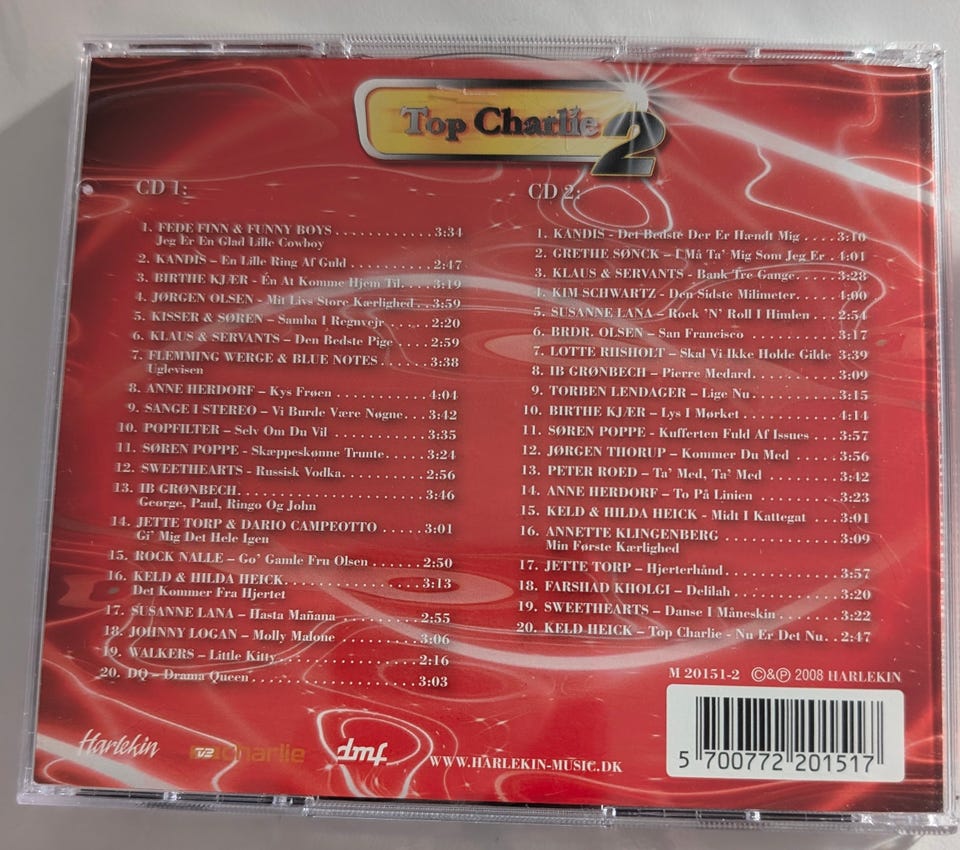 Top Charlie 2
CD 1:
1. FEDE FINN & FUNNY BOYS . . . . . . . . . . . . 3:34
Jeg Er En Glad Lille Cowboy
2. KANDIS – En Lille Ring Af Guld . . . . . . . . . . . 2:47
3. BIRTHE KJÆR – Én At Komme Hjem Til. . . . 3:19
4. JØRGEN OLSEN – Mit Livs Store Kærlighed. . . 3:59
5. KISSER & SØREN – Samba I Regnvejr . . . . . . 2:20
6. KLAUS & SERVANTS – Den Bedste Pige . . . . . 2:59
7. FLEMMING WERGE & BLUE NOTES . . . . . . 3:38
Uglevisen
8. ANNE HERDORF – Kys Frøen . . . . . . . . . . . . 4:04
9. SANGE I STEREO – Vi Burde Være Nøgne. . . 3:42
10. POPFILTER – Selv Om Du Vil . . . . . . . . . . . . 3:35
11. SØREN POPPE – Skæppeskønne Trunte. . . . . 3:24
12. SWEETHEARTS - Russisk Vodka. . . . . . . . . . 2:56
13. IB GRØNBECH. . . . . . . . . . . . . . . . . . . . . . . 3:46
George, Paul, Ringo Og John
14. JETTE TORP & DARIO CAMPEOTTO . . . . . 3:01
Gi' Mig Det Hele Igen
15. ROCK NALLE – Go' Gamle Fru Olsen . . . . . . . 2:50
16. KELD & HILDA HEICK. . . . . . . . . . . . . . . . . 3:13
Det Kommer Fra Hjertet
17. SUSANNE LANA – Hasta Mañana . . . . . . . . . . 2:55
18. JOHNNY LOGAN – Molly Malone . . . . . . . . . . 3:06
19. WALKERS – Little Kitty. . . . . . . . . . . . . . . . . 2:16
20. DQ – Drama Queen . . . . . . . . . . . . . . . . . . . . 3:03
CD 2:
1. KANDIS - Det Bedste Der Er Hændt Mig . . . . 3:10
2. GRETHE SØNCK – I Må Ta' Mig Som Jeg Er . 4:01
3. KLAUS & SERVANTS - Bank Tre Gange. . . . . 3:28
4. KIM SCHWARTZ – Den Sidste Milimeter. . . . . 4:00
5. SUSANNE LANA – Rock 'N' Roll I Himlen . . . 2:54
6. BRDR. OLSEN – San Francisco . . . . . . . . . . . 3:17
7. LOTTE RIISHOLT – Skal Vi Ikke Holde Gilde 3:39
8. IB GRØNBECH – Pierre Medard. . . . . . . . . . . 3:09
9. TORBEN LENDAGER – Lige Nu . . . . . . . . . . 3:15
10. BIRTHE KJÆR – Lys I Mørket . . . . . . . . . . . 4:14
11. SØREN POPPE - Kufferten Fuld Af Issues . . . 3:57
12. JØRGEN THORUP – Kommer Du Med . . . . . 3:56
13. PETER ROED – Ta' Med, Ta' Med . . . . . . . . 3:42
14. ANNE HERDORF – To På Linien . . . . . . . . . 3:23
15. KELD & HILDA HEICK - Midt I Kattegat . . . 3:01
16. ANNETTE KLINGENBERG . . . . . . . . . . . . . 3:09
Min Første Kærlighed
17. JETTE TORP – Hjerterhånd . . . . . . . . . . . . . 3:57
18. FARSHAD KHOLGI – Delilah . . . . . . . . . . . . 3:20
19. SWEETHEARTS – Danse I Måneskin . . . . . . . 3:22
20. KELD HEICK – Top Charlie - Nu Er Det Nu . . 2:47
M 20151-2 ©&℗ 2008 HARLEKIN
Harlekin TV2 charlie dmf WWW.HARLEKIN-MUSIC.DK
5 700772 201517